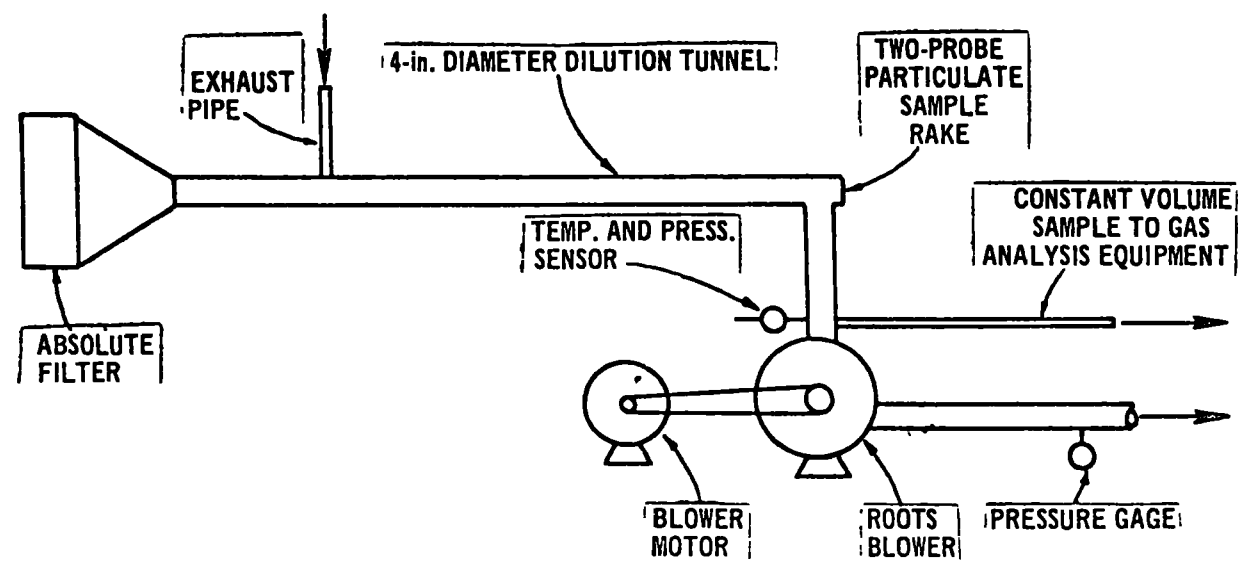 EXHAUST
PIPE
4-in. DIAMETER DILUTION TUNNEL
TWO-PROBE
PARTICULATE
SAMPLE
RAKE
CONSTANT VOLUME
SAMPLE TO GAS
ANALYSIS EQUIPMENT
TEMP. AND PRESS.
SENSOR
ABSOLUTE
FILTER
BLOWER
MOTOR
ROOTS
BLOWER
PRESSURE GAGE